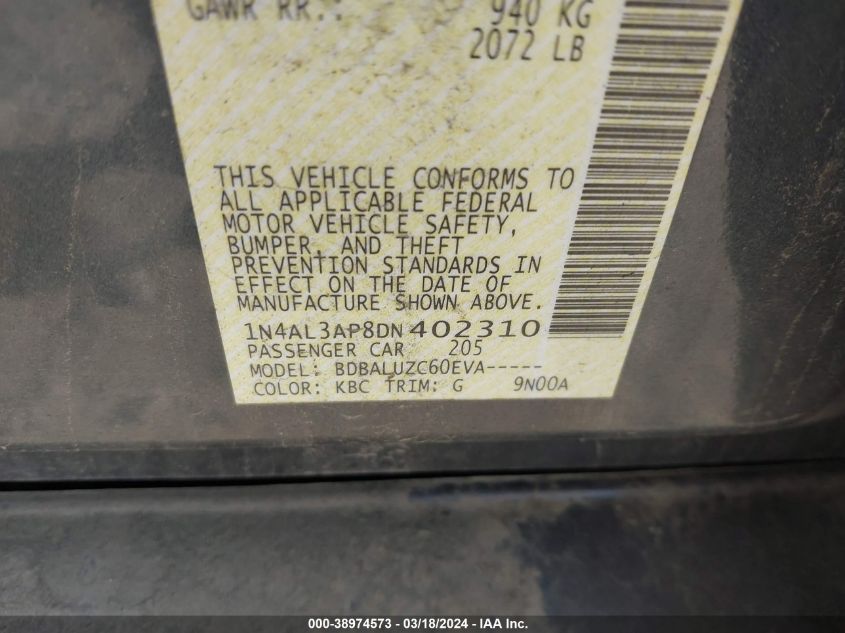 GAWR RR.: 940 KG
2072 LB
THIS VEHICLE CONFORMS TO
ALL APPLICABLE FEDERAL
MOTOR VEHICLE SAFETY,
BUMPER, AND THEFT
PREVENTION STANDARDS IN
EFFECT ON THE DATE OF
MANUFACTURE SHOWN ABOVE.
1N4AL3AP8DN402310
PASSENGER CAR 205
MODEL: BDBALUZC60EVA-----
COLOR: KBC TRIM: G 9N00A
000-38974573 - 03/18/2024 - IAA Inc.